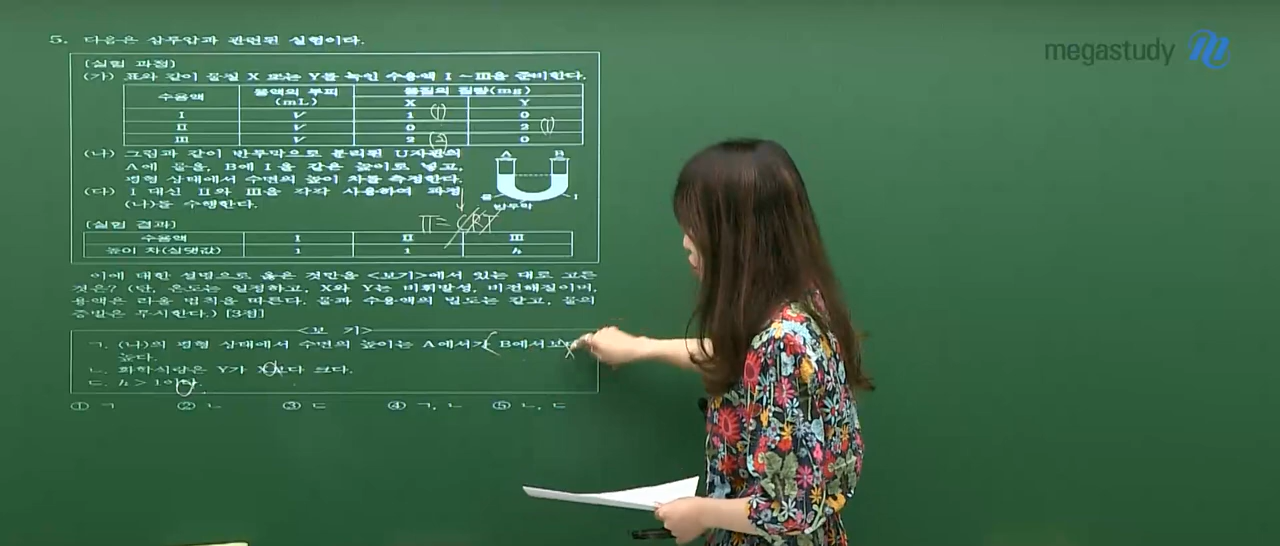 5. 다음은 삼투압과 관련된 실험이다.
megastudy
[실험 과정]
(가) 표와 같이 물질 X 또는 Y를 녹인 수용액 I ~ III을 준비한다.
수용액 용액의 부피 (mL) 물질의 질량(mg)
X Y
I V 1 (1) 0
II V 0 2 (1)
III V 2 (2) 0
(나) 그림과 같이 반투막으로 분리된 U자관의
A에 물을, B에 I을 같은 높이로 넣고,
평형 상태에서 수면의 높이 차를 측정한다.
(다) I 대신 II와 III을 각각 사용하여 과정
(나)를 수행한다.
A B
물 I
반투막
π = CRT
[실험 결과]
수용액 I II III
높이 차(상댓값) 1 1 h
이에 대한 설명으로 옳은 것만을 <보기>에서 있는 대로 고른
것은? (단, 온도는 일정하고, X와 Y는 비휘발성, 비전해질이며,
용액은 라울 법칙을 따른다. 물과 수용액의 밀도는 같고, 물의
증발은 무시한다.) [3점]
<보 기>
ㄱ. (나)의 평형 상태에서 수면의 높이는 A에서가 B에서보다
높다.
ㄴ. 화학식량은 Y가 X보다 크다.
ㄷ. h > 1이다.
① ㄱ ② ㄴ ③ ㄷ ④ ㄱ, ㄴ ⑤ ㄴ, ㄷ